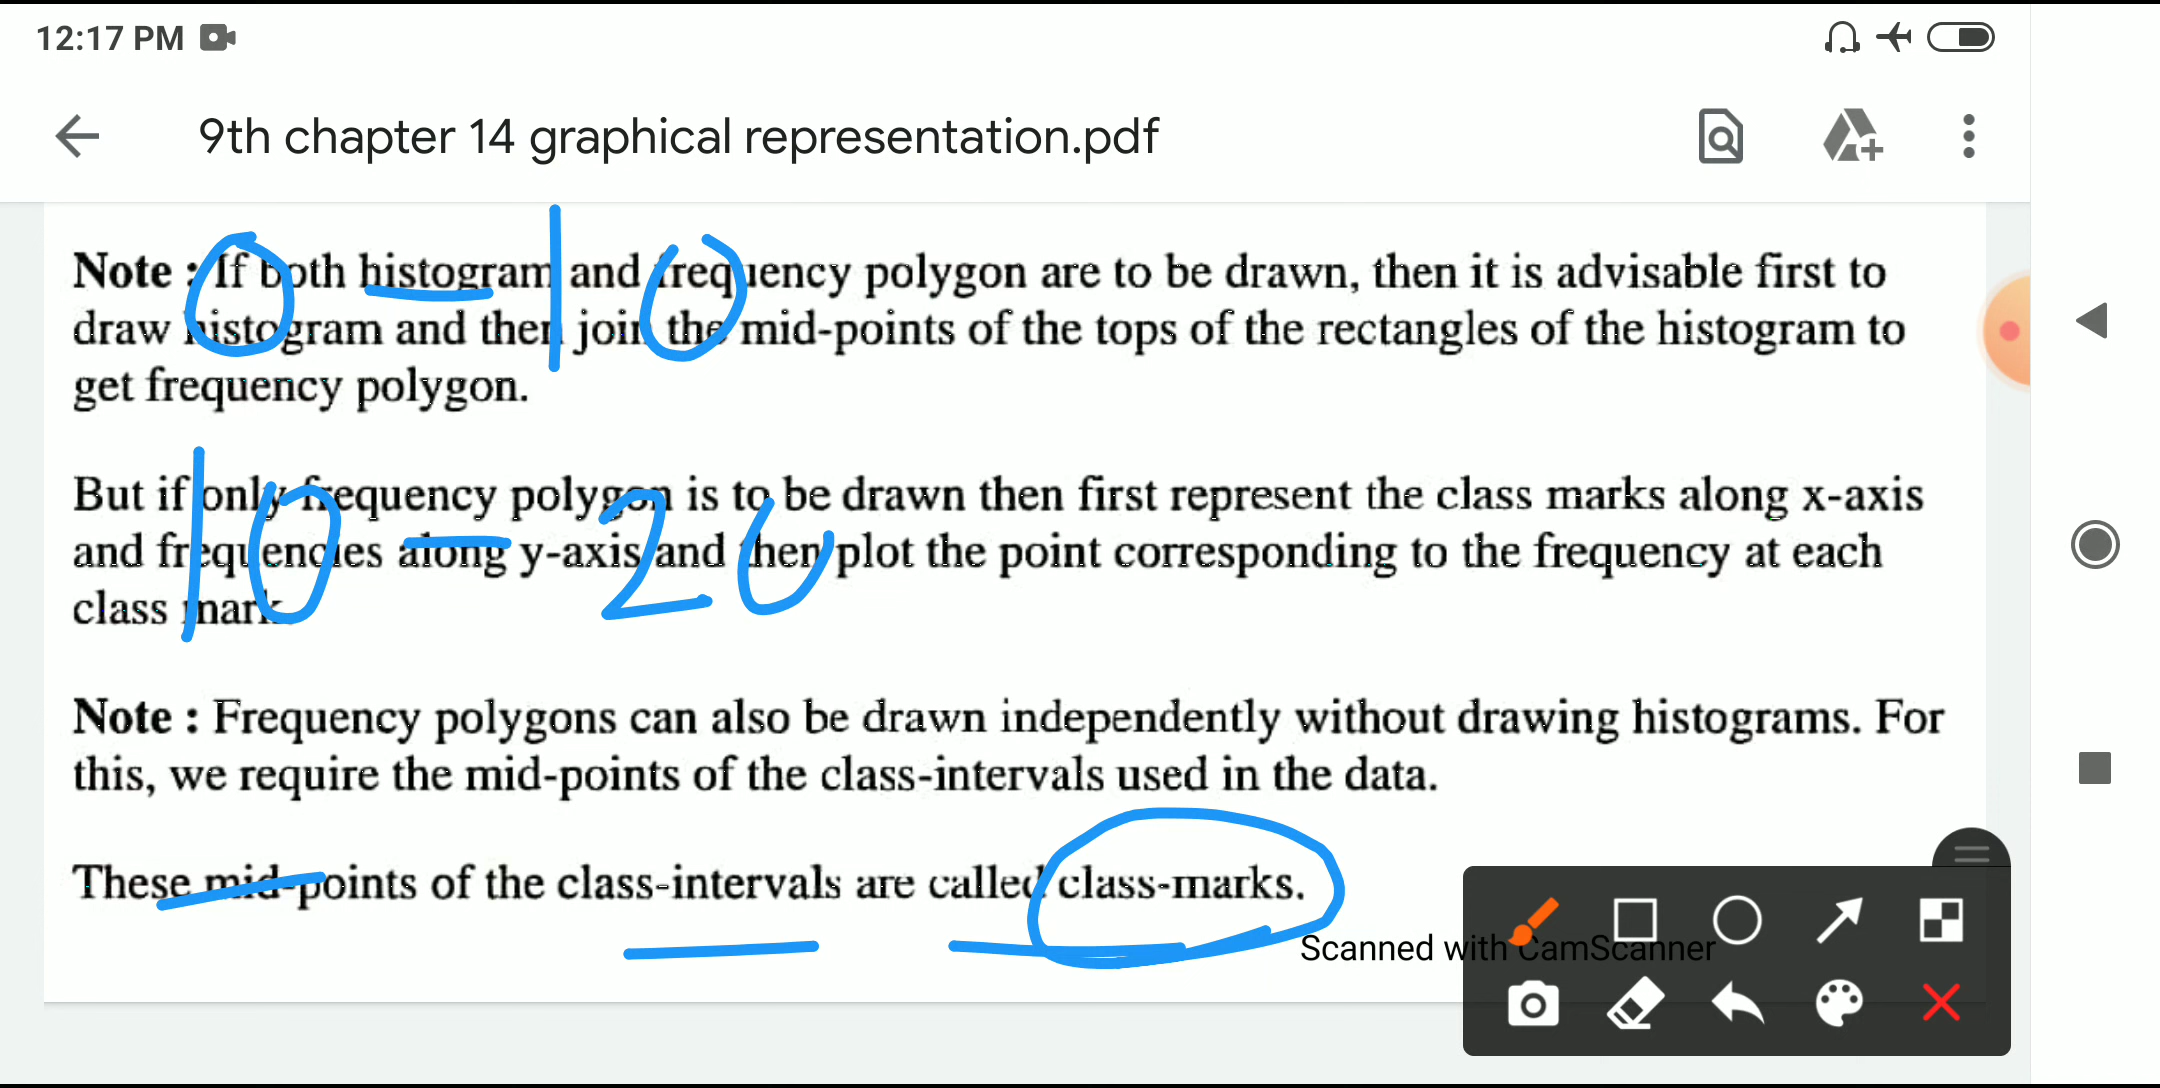 12:17 PM
9th chapter 14 graphical representation.pdf
Note : If both histogram and frequency polygon are to be drawn, then it is advisable first to
0 - 10
draw histogram and then join the mid-points of the tops of the rectangles of the histogram to
get frequency polygon.
But if only frequency polygon is to be drawn then first represent the class marks along x-axis
10 - 20
and frequencies along y-axis and then plot the point corresponding to the frequency at each
class mark
Note : Frequency polygons can also be drawn independently without drawing histograms. For
this, we require the mid-points of the class-intervals used in the data.
These mid-points of the class-intervals are called class-marks.
Scanned with CamScanner